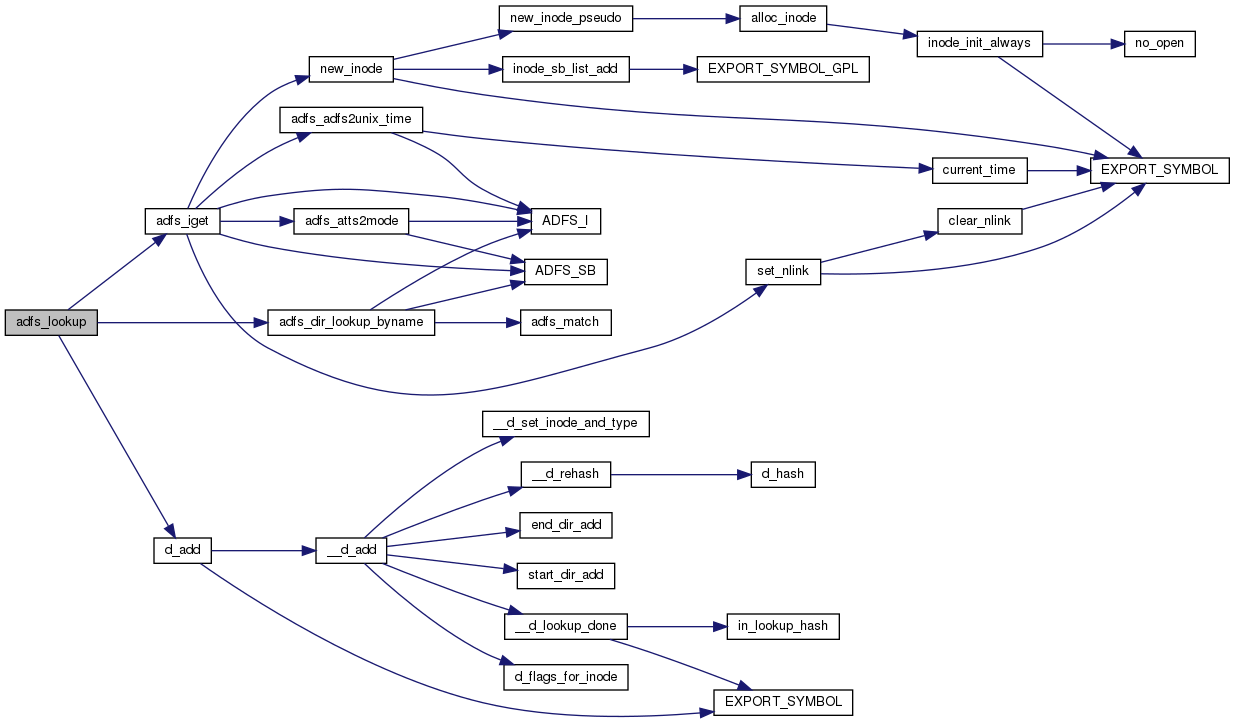 new_inode_pseudo
alloc_inode
inode_init_always
no_open
new_inode
inode_sb_list_add
EXPORT_SYMBOL_GPL
adfs_adfs2unix_time
current_time
EXPORT_SYMBOL
adfs_iget
adfs_atts2mode
ADFS_I
clear_nlink
ADFS_SB
set_nlink
adfs_lookup
adfs_dir_lookup_byname
adfs_match
__d_set_inode_and_type
__d_rehash
d_hash
end_dir_add
d_add
__d_add
start_dir_add
__d_lookup_done
in_lookup_hash
d_flags_for_inode
EXPORT_SYMBOL